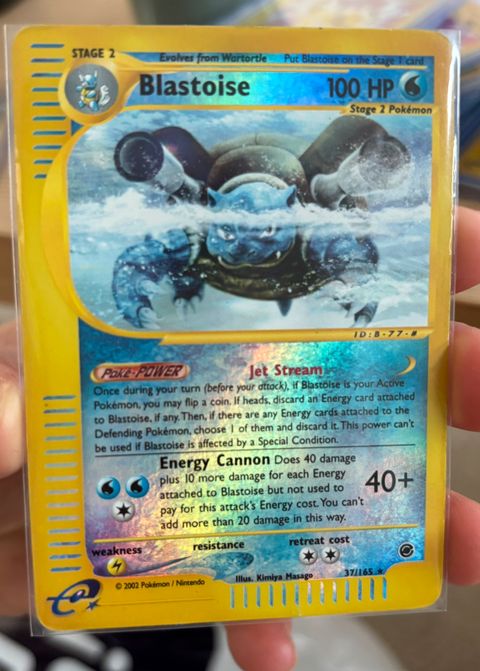 STAGE 2
Evolves from Wartortle Put Blastoise on the Stage 1 card
Blastoise 100 HP
Stage 2 Pokémon
ID:B-77-#
Poké-POWER Jet Stream
Once during your turn (before your attack), if Blastoise is your Active
Pokémon, you may flip a coin. If heads, discard an Energy card attached
to Blastoise, if any. Then, if there are any Energy cards attached to the
Defending Pokémon, choose 1 of them and discard it. This power can't
be used if Blastoise is affected by a Special Condition.
Energy Cannon Does 40 damage
plus 10 more damage for each Energy
attached to Blastoise but not used to
pay for this attack's Energy cost. You can't
add more than 20 damage in this way.
40+
weakness resistance retreat cost
© 2002 Pokémon / Nintendo
Illus. Kimiya Masago 37/165 ★
e